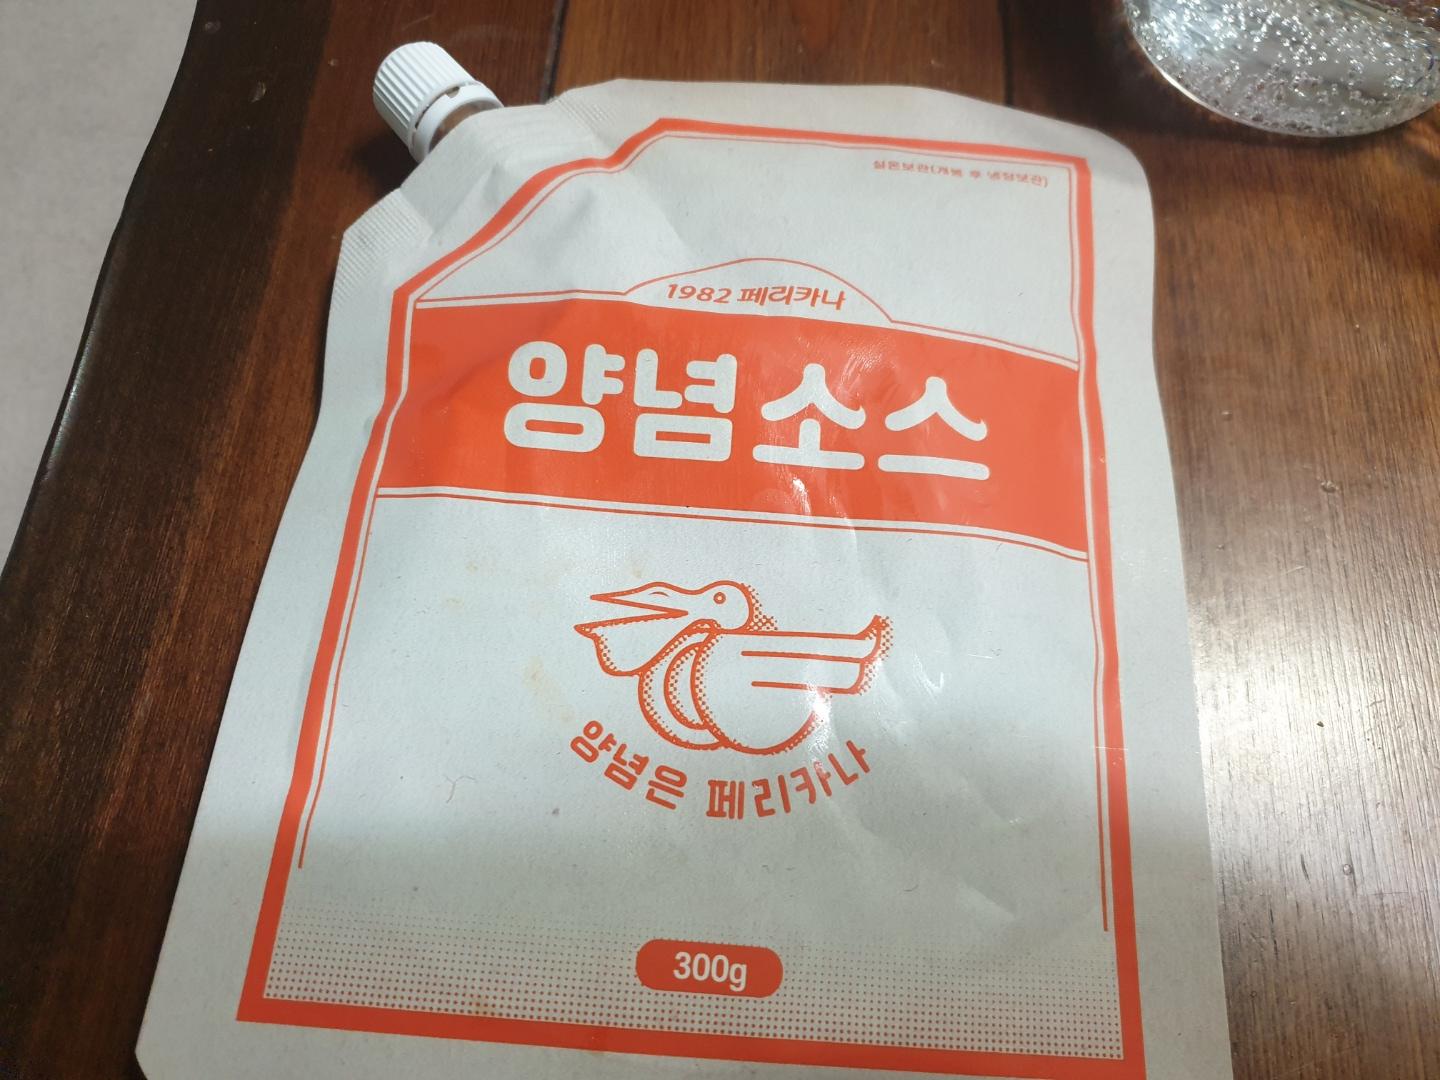 실온보관(개봉 후 냉장보관)
1982 페리카나
양념소스
양념은 페리카나
300g